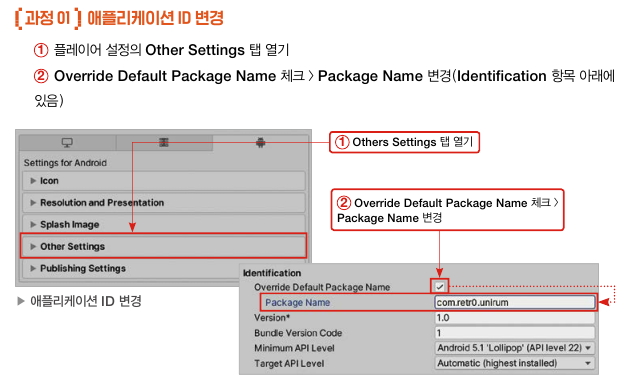 [과정 01] 애플리케이션 ID 변경
① 플레이어 설정의 Other Settings 탭 열기
② Override Default Package Name 체크 > Package Name 변경(Identification 항목 아래에
있음)
① Others Settings 탭 열기
Settings for Android
▶ Icon
▶ Resolution and Presentation
▶ Splash Image
▶ Other Settings
▶ Publishing Settings
② Override Default Package Name 체크 >
Package Name 변경
Identification
Override Default Package Name ✓
Package Name com.retr0.unirum
Version* 1.0
Bundle Version Code 1
Minimum API Level Android 5.1 'Lollipop' (API level 22)
Target API Level Automatic (highest installed)
▶ 애플리케이션 ID 변경